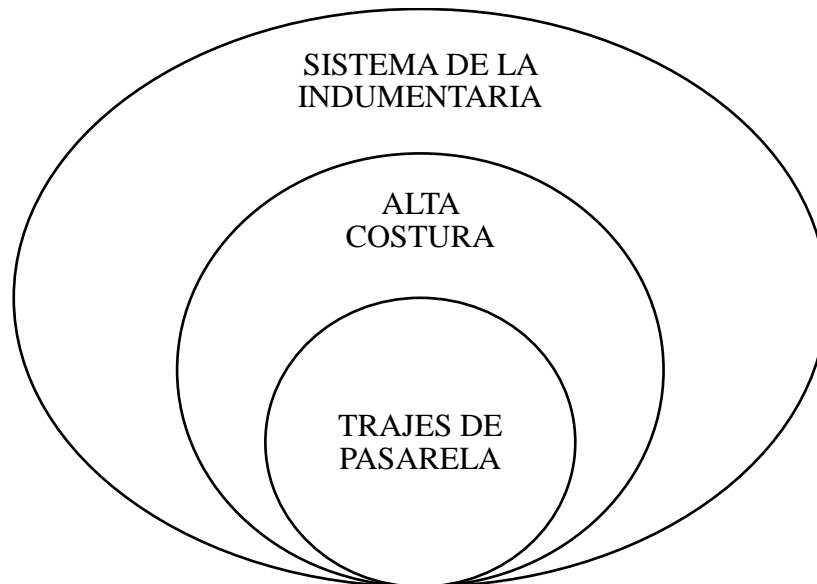 SISTEMA DE LA
INDUMENTARIA
ALTA
COSTURA
TRAJES DE
PASARELA